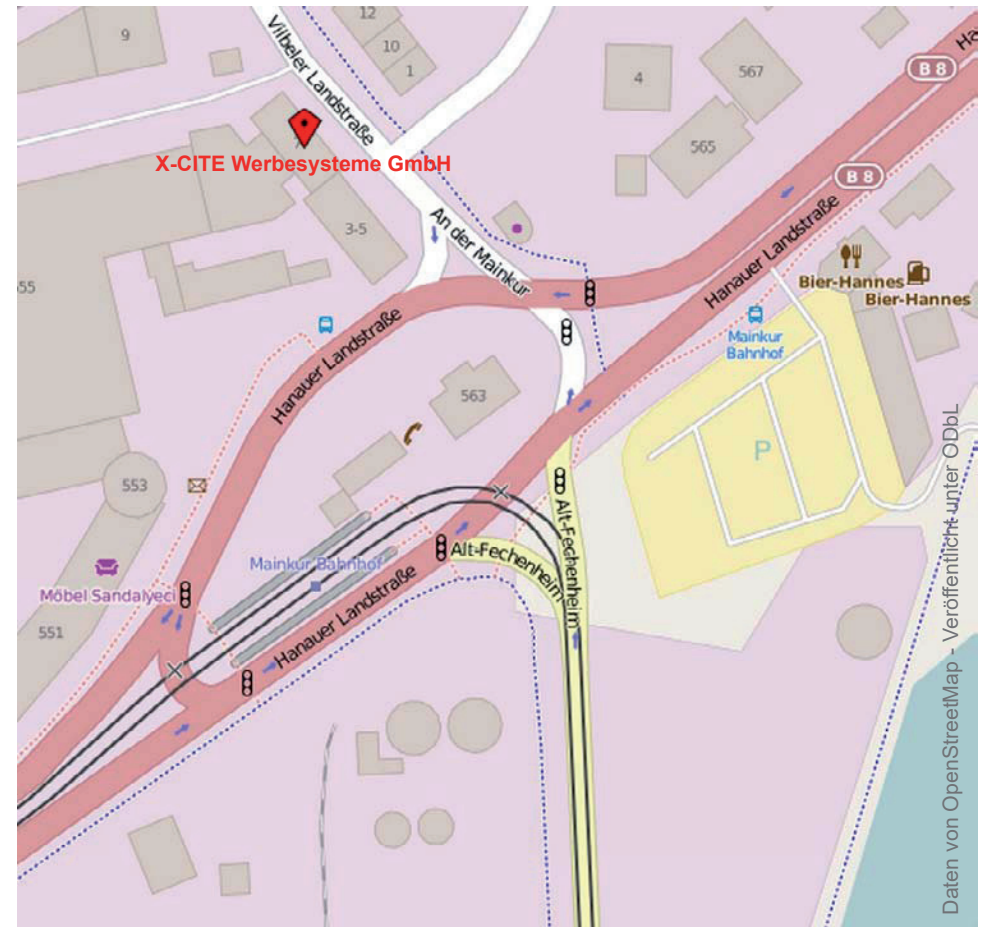 12
9
10
1
Vilbeler Landstraße
4
567
B 8
Ha
565
B 8
X-CITE Werbesysteme GmbH
3-5
An der Mainkur
Hanauer Landstraße
Bier-Hannes
Bier-Hannes
55
Mainkur
Bahnhof
Hanauer Landstraße
563
P
553
Alt-Fechenheim
Alt-Fechenheim
Mainkur Bahnhof
Hanauer Landstraße
Möbel Sandalyeci
551
Daten von OpenStreetMap - Veröffentlicht unter ODbL